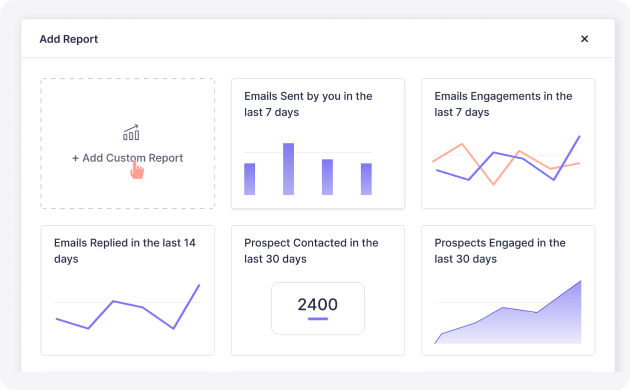 Add Report
+ Add Custom Report
Emails Sent by you in the
last 7 days
Emails Engagements in the
last 7 days
Emails Replied in the last 14
days
Prospect Contacted in the
last 30 days
2400
Prospects Engaged in the
last 30 days